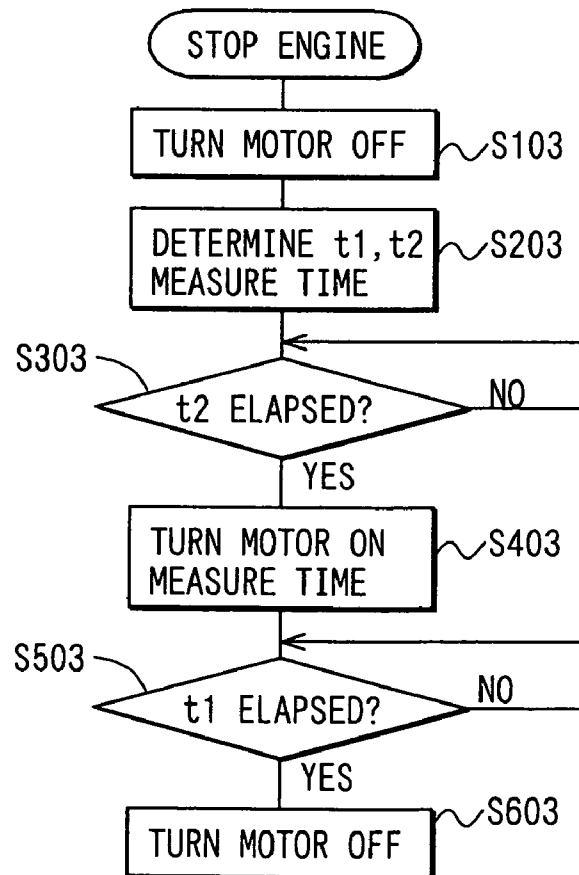 STOP ENGINE
TURN MOTOR OFF
S103
DETERMINE t1,t2
MEASURE TIME
S203
S303
t2 ELAPSED?
NO
YES
TURN MOTOR ON
MEASURE TIME
S403
S503
t1 ELAPSED?
NO
YES
TURN MOTOR OFF
S603